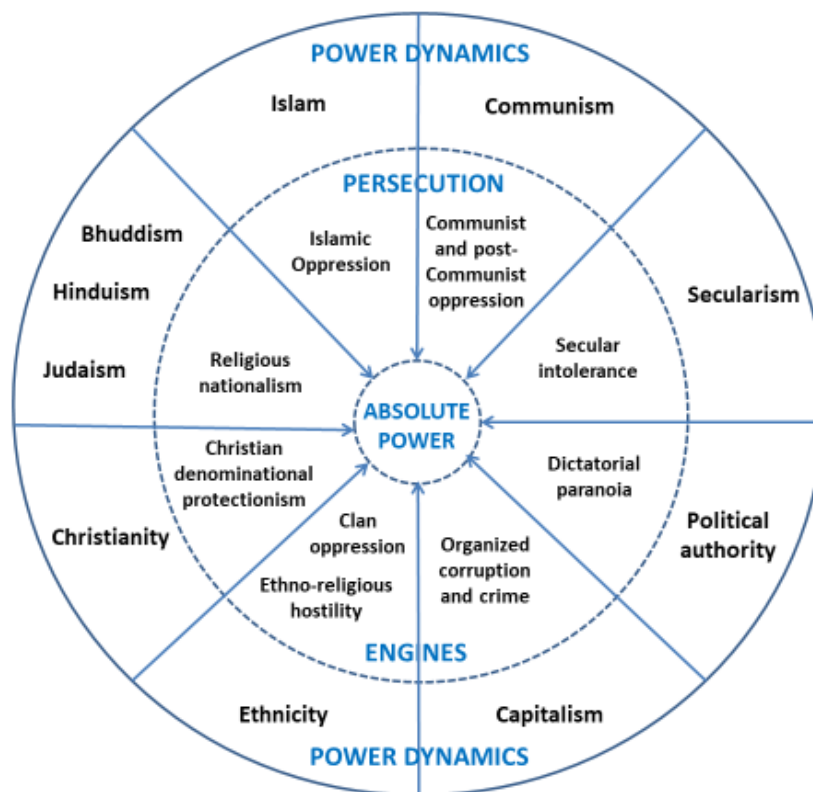 POWER DYNAMICS
Islam
Communism
PERSECUTION
Islamic
Oppression
Communist
and post-
Communist
oppression
Bhuddism
Hinduism
Judaism
Secularism
Religious
nationalism
Secular
intolerance
ABSOLUTE
POWER
Christian
denominational
protectionism
Dictatorial
paranoia
Christianity
Political
authority
Clan
oppression
Ethno-religious
hostility
Organized
corruption
and crime
ENGINES
Ethnicity
Capitalism
POWER DYNAMICS